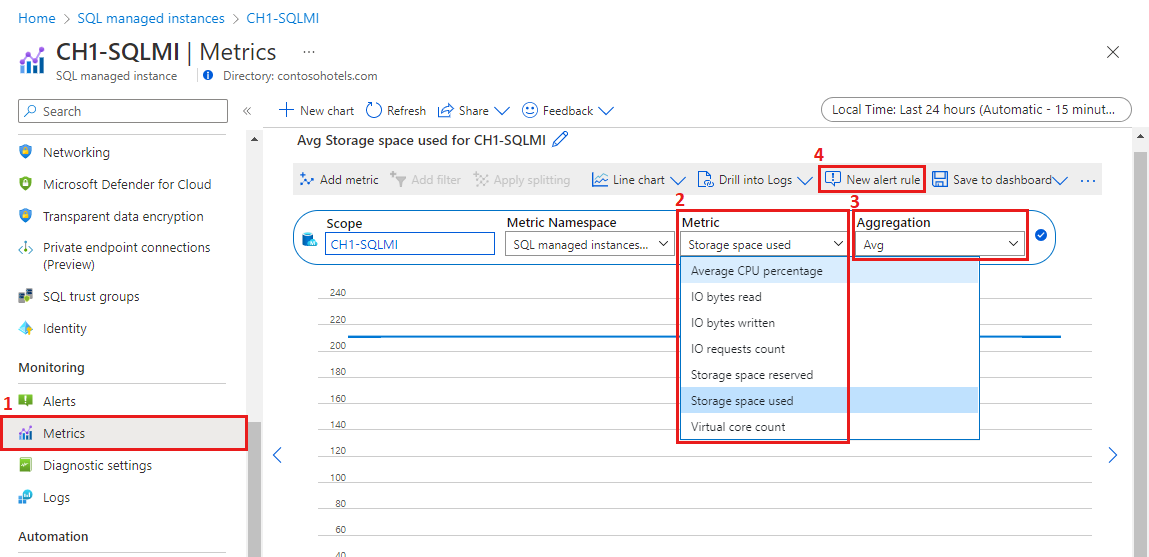 Home > SQL managed instances > CH1-SQLMI
CH1-SQLMI | Metrics ...
SQL managed instance
Directory: contosohotels.com
Search
«
New chart
Refresh
Share
Feedback
Local Time: Last 24 hours (Automatic - 15 minut...
Networking
Microsoft Defender for Cloud
Transparent data encryption
Private endpoint connections
(Preview)
SQL trust groups
Identity
Monitoring
1
Alerts
Metrics
Diagnostic settings
Logs
Automation
Avg Storage space used for CH1-SQLMI
4
Add metric
Add filter
Apply splitting
Line chart
Drill into Logs
New alert rule
Save to dashboard
...
2
3
Scope
CH1-SQLMI
Metric Namespace
SQL managed instances...
Metric
Storage space used
Aggregation
Avg
Average CPU percentage
IO bytes read
IO bytes written
IO requests count
Storage space reserved
Storage space used
Virtual core count
240
220
200
180
160
140
120
100
80
60